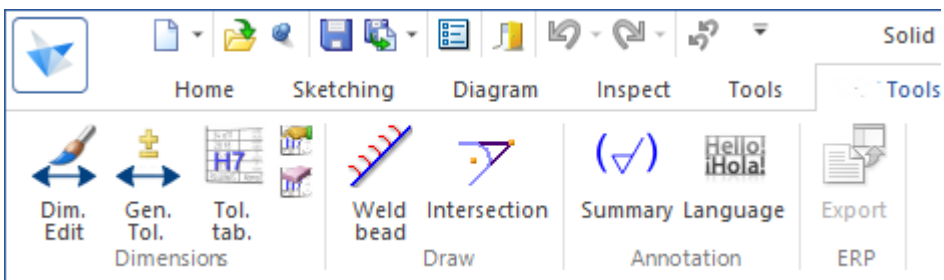 Solid
Home Sketching Diagram Inspect Tools Tools
H7
Hello!
¡Hola!
Dim. Edit
Gen. Tol.
Tol. tab.
Weld bead
Intersection
Summary
Language
Export
Dimensions Draw Annotation ERP